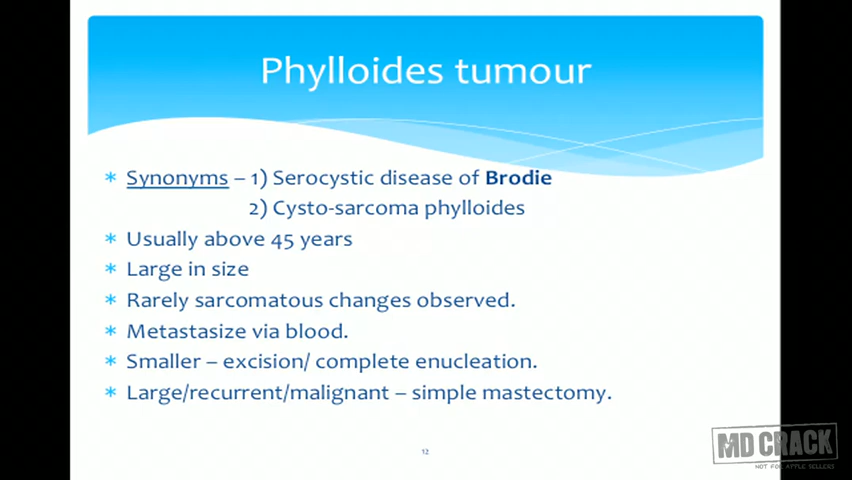 Phylloides tumour
* Synonyms – 1) Serocystic disease of Brodie
2) Cysto-sarcoma phylloides
* Usually above 45 years
* Large in size
* Rarely sarcomatous changes observed.
* Metastasize via blood.
* Smaller – excision/ complete enucleation.
* Large/recurrent/malignant – simple mastectomy.
12
MD CRACK
NOT FOR APPLE SELLERS